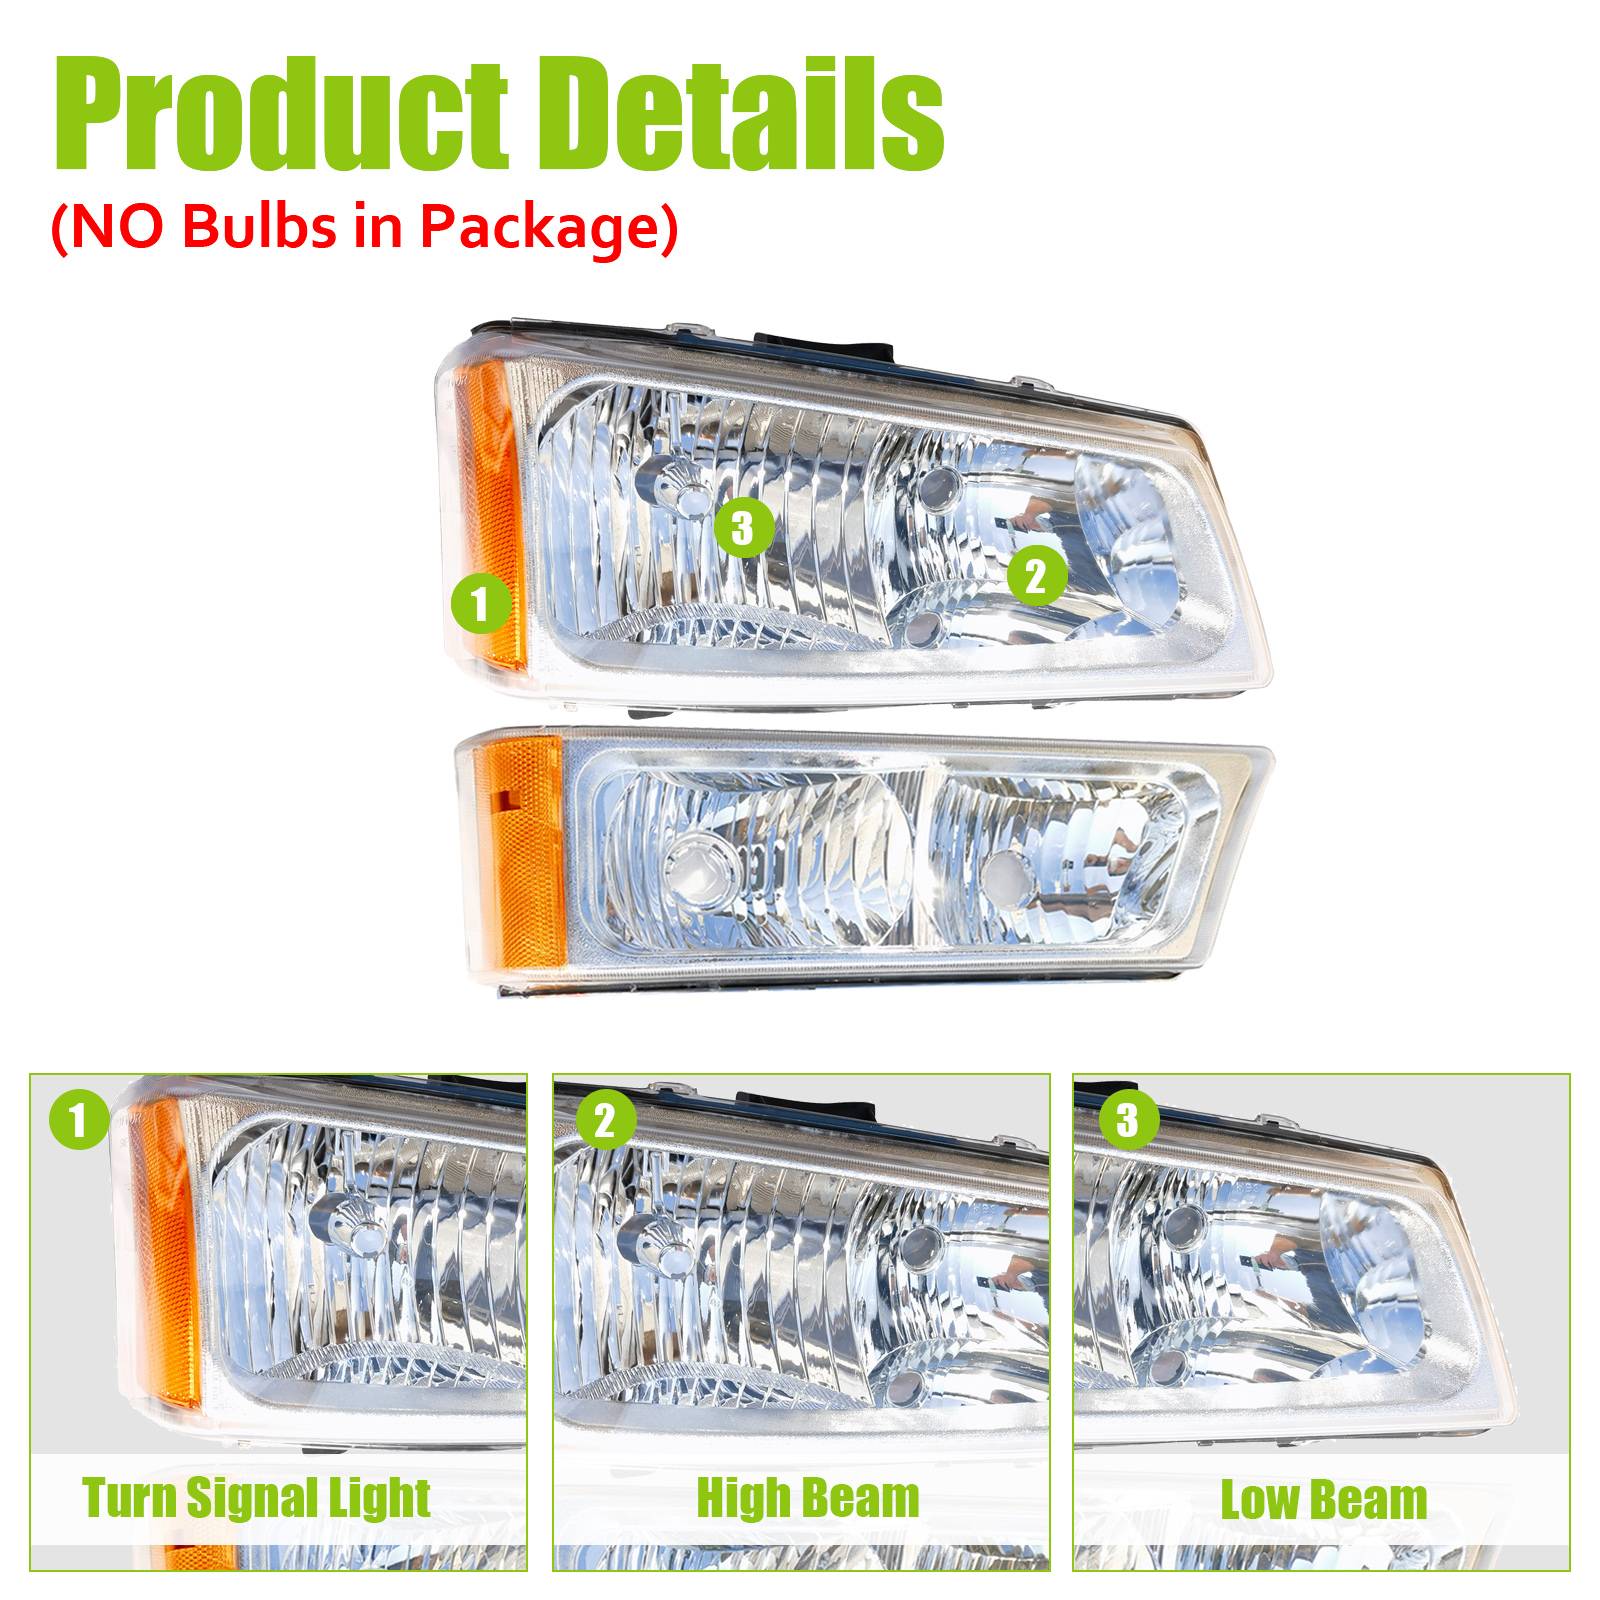 Product Details
(NO Bulbs in Package)
3
2
1
1
2
3
Turn Signal Light
High Beam
Low Beam